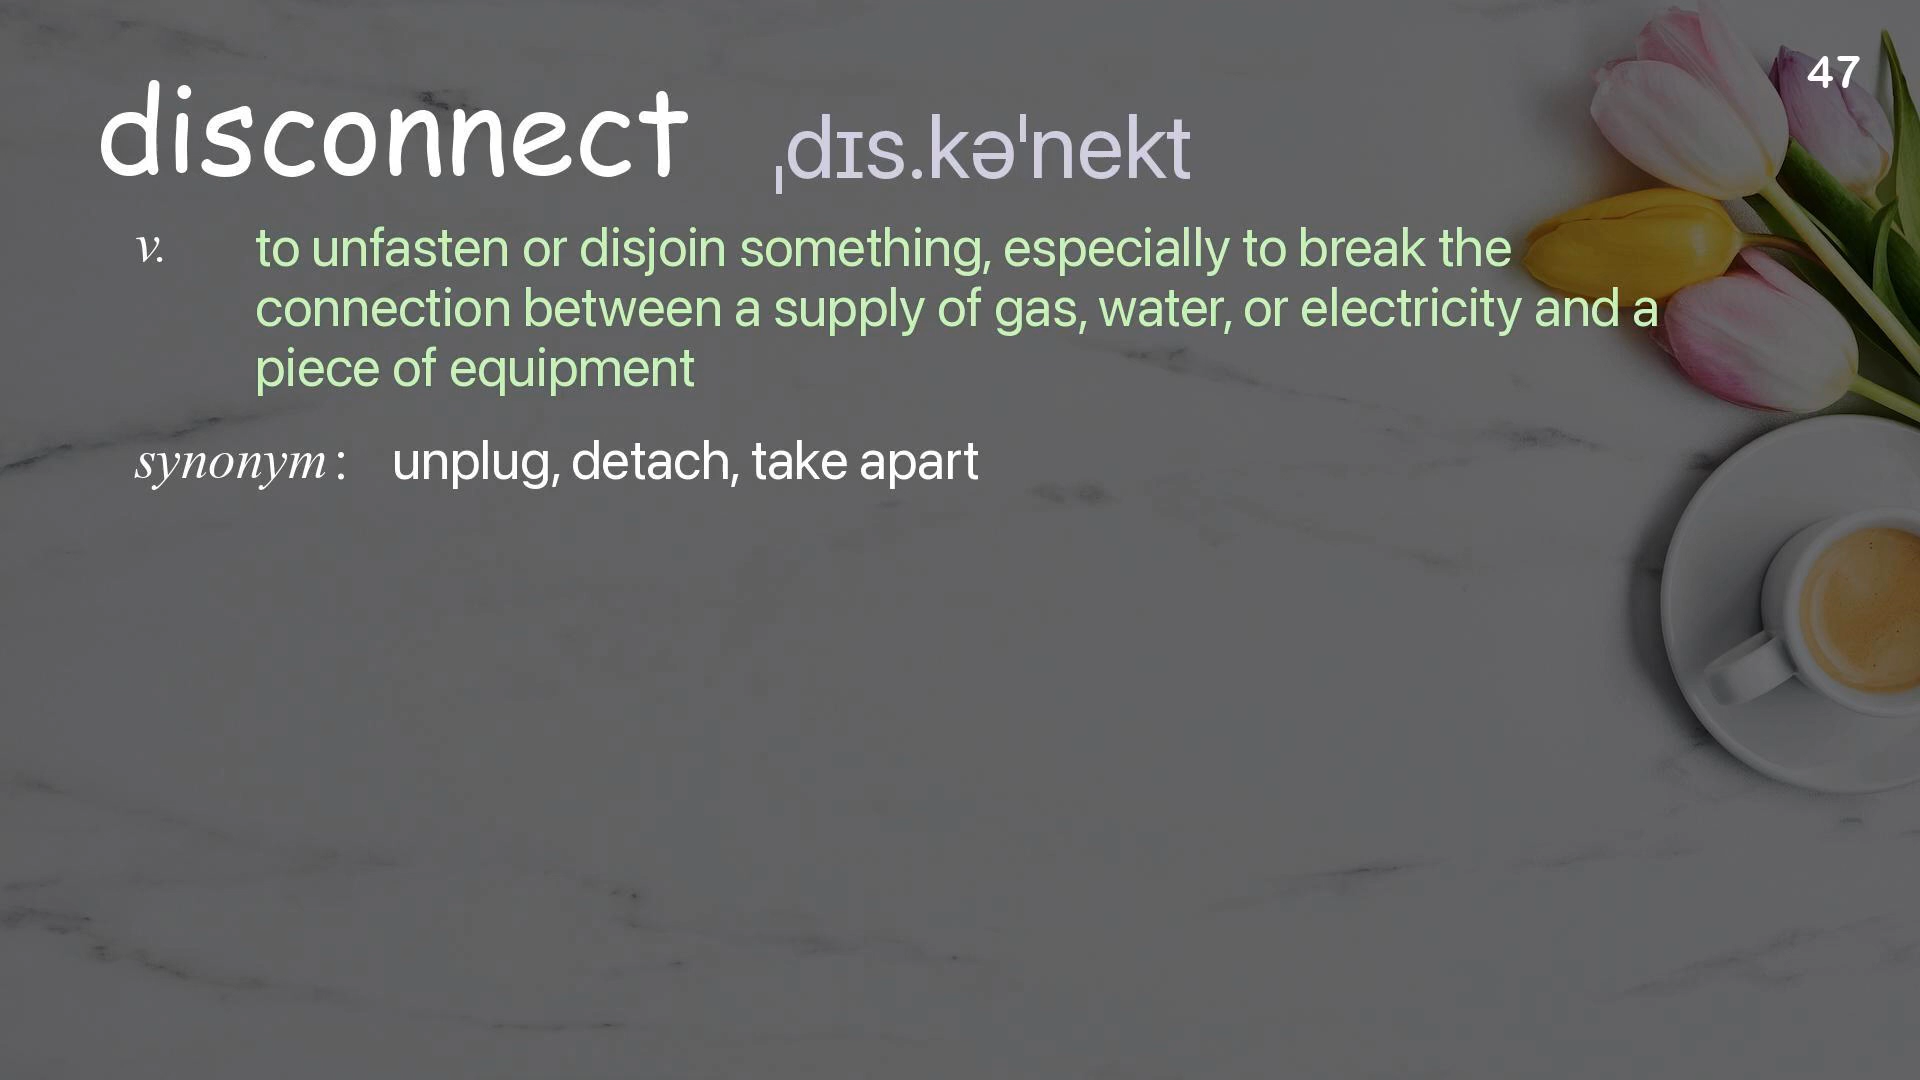 47
disconnect ˌdɪs.kəˈnekt
v. to unfasten or disjoin something, especially to break the
connection between a supply of gas, water, or electricity and a
piece of equipment
synonym : unplug, detach, take apart